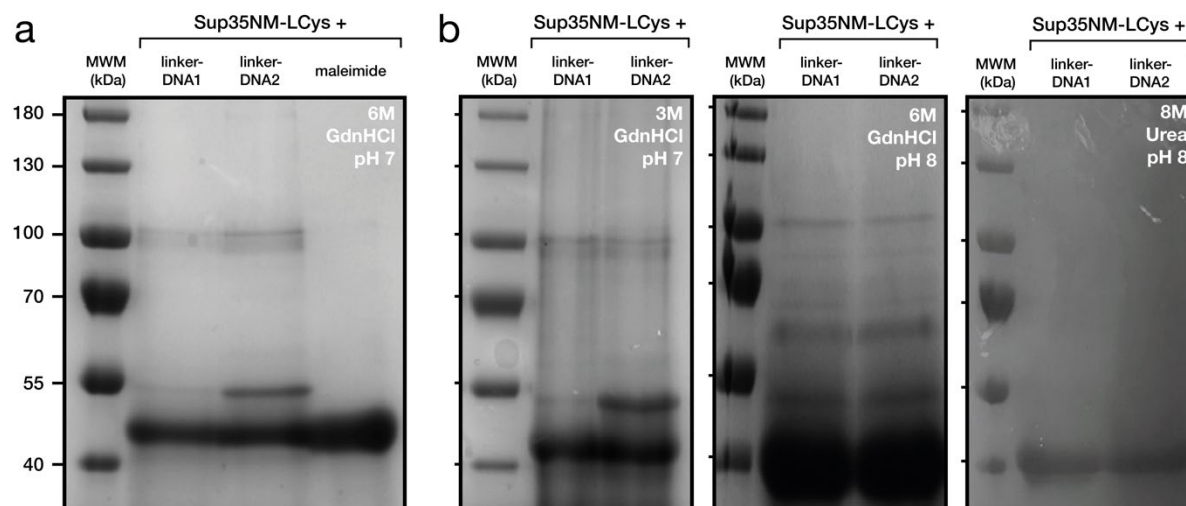 a
Sup35NM-LCys +
MWM
(kDa)
linker-
DNA1
linker-
DNA2
maleimide
180
130
100
70
55
40
6M
GdnHCl
pH 7
b
Sup35NM-LCys +
MWM
(kDa)
linker-
DNA1
linker-
DNA2
3M
GdnHCl
pH 7
Sup35NM-LCys +
MWM
(kDa)
linker-
DNA1
linker-
DNA2
6M
GdnHCl
pH 8
Sup35NM-LCys +
MWM
(kDa)
linker-
DNA1
linker-
DNA2
8M
Urea
pH 8